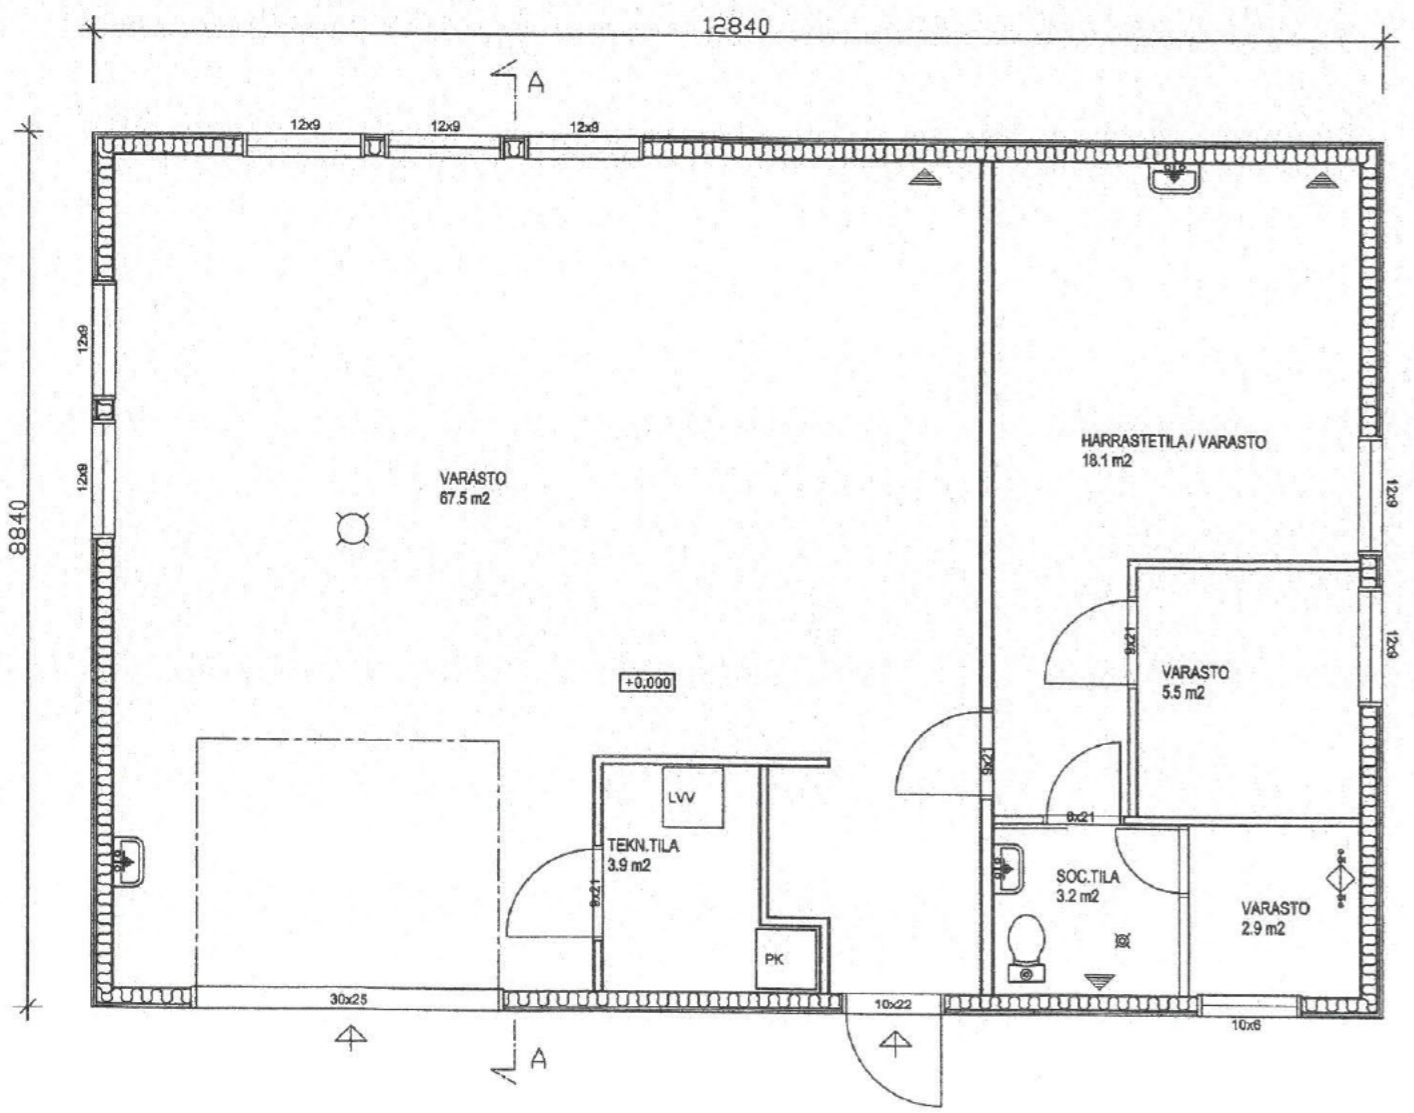 12840
A
12x9
12x9
12x9
12x9
12x9
8840
VARASTO
67.5 m2
HARRASTETILA / VARASTO
18.1 m2
12x9
12x9
9x21
VARASTO
5.5 m2
+0.000
9x21
LVV
TEKN.TILA
3.9 m2
9x21
8x21
SOC.TILA
3.2 m2
VARASTO
2.9 m2
PK
30x25
10x22
10x6
A